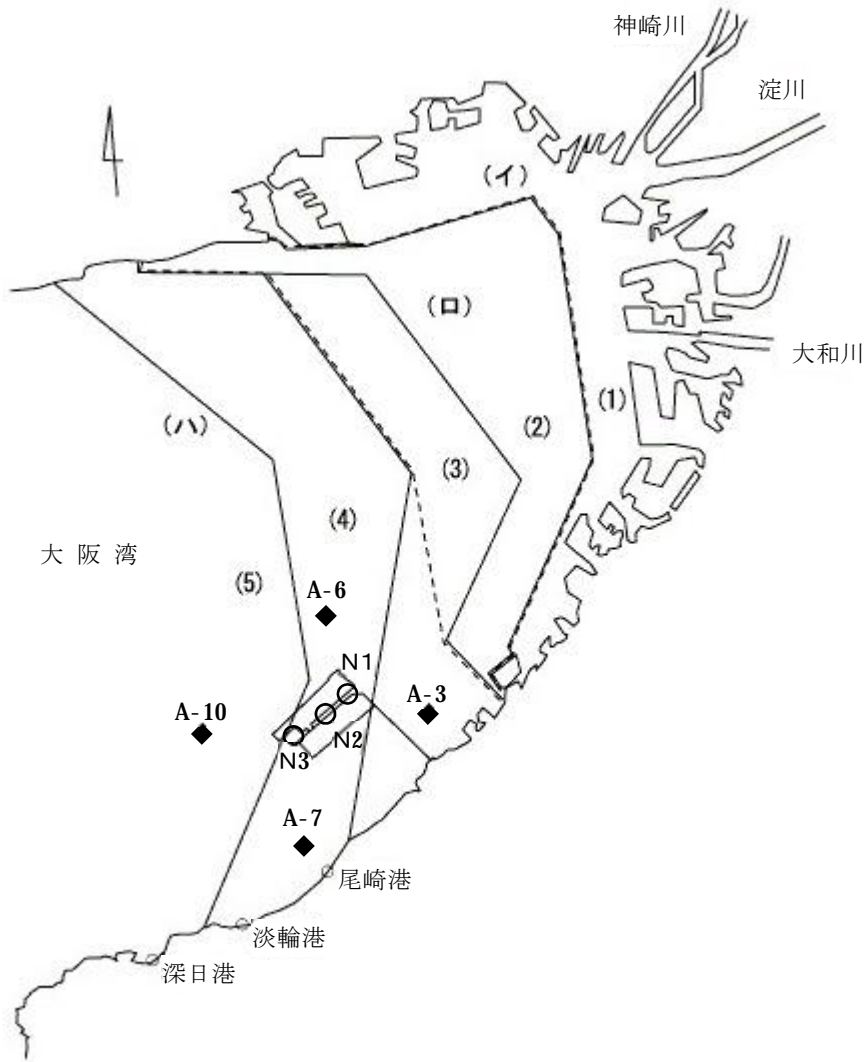 神崎川
淀川
(イ)
(ロ)
大和川
(1)
(ハ)
(2)
(3)
(4)
大 阪 湾
(5)
A-6
N1
A-10
A-3
N2
N3
A-7
尾崎港
淡輪港
深日港